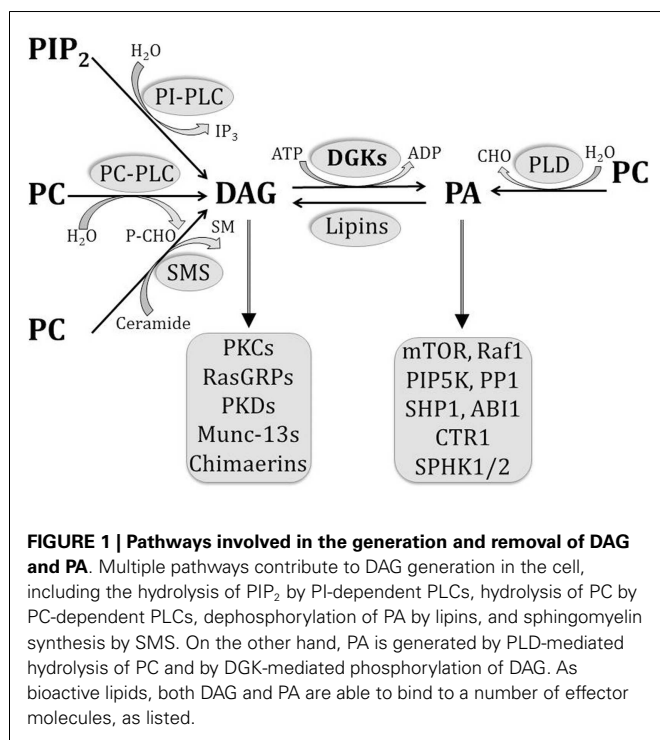 PIP₂
H₂O
PI-PLC
IP₃
PC
PC-PLC
H₂O
P-CHO
DAG
ATP
DGKs
ADP
Lipins
PA
CHO
PLD
H₂O
PC
SM
SMS
Ceramide
PC
PKCs
RasGRPs
PKDs
Munc-13s
Chimaerins
mTOR, Raf1
PIP5K, PP1
SHP1, ABI1
CTR1
SPHK1/2
FIGURE 1 | Pathways involved in the generation and removal of DAG
and PA. Multiple pathways contribute to DAG generation in the cell,
including the hydrolysis of PIP₂ by PI-dependent PLCs, hydrolysis of PC by
PC-dependent PLCs, dephosphorylation of PA by lipins, and sphingomyelin
synthesis by SMS. On the other hand, PA is generated by PLD-mediated
hydrolysis of PC and by DGK-mediated phosphorylation of DAG. As
bioactive lipids, both DAG and PA are able to bind to a number of effector
molecules, as listed.